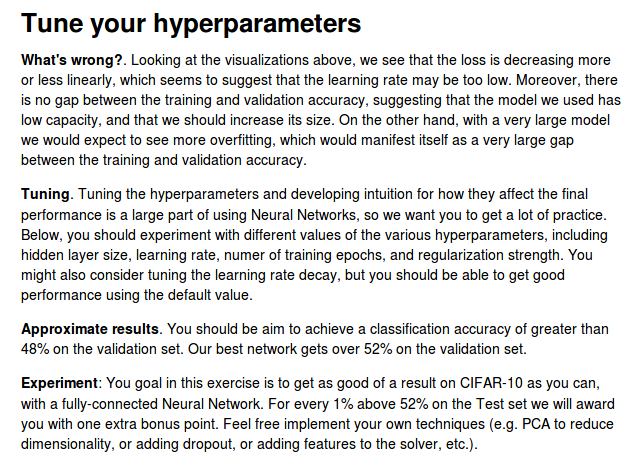 Tune your hyperparameters
What's wrong?. Looking at the visualizations above, we see that the loss is decreasing more
or less linearly, which seems to suggest that the learning rate may be too low. Moreover, there
is no gap between the training and validation accuracy, suggesting that the model we used has
low capacity, and that we should increase its size. On the other hand, with a very large model
we would expect to see more overfitting, which would manifest itself as a very large gap
between the training and validation accuracy.
Tuning. Tuning the hyperparameters and developing intuition for how they affect the final
performance is a large part of using Neural Networks, so we want you to get a lot of practice.
Below, you should experiment with different values of the various hyperparameters, including
hidden layer size, learning rate, numer of training epochs, and regularization strength. You
might also consider tuning the learning rate decay, but you should be able to get good
performance using the default value.
Approximate results. You should be aim to achieve a classification accuracy of greater than
48% on the validation set. Our best network gets over 52% on the validation set.
Experiment: You goal in this exercise is to get as good of a result on CIFAR-10 as you can,
with a fully-connected Neural Network. For every 1% above 52% on the Test set we will award
you with one extra bonus point. Feel free implement your own techniques (e.g. PCA to reduce
dimensionality, or adding dropout, or adding features to the solver, etc.).